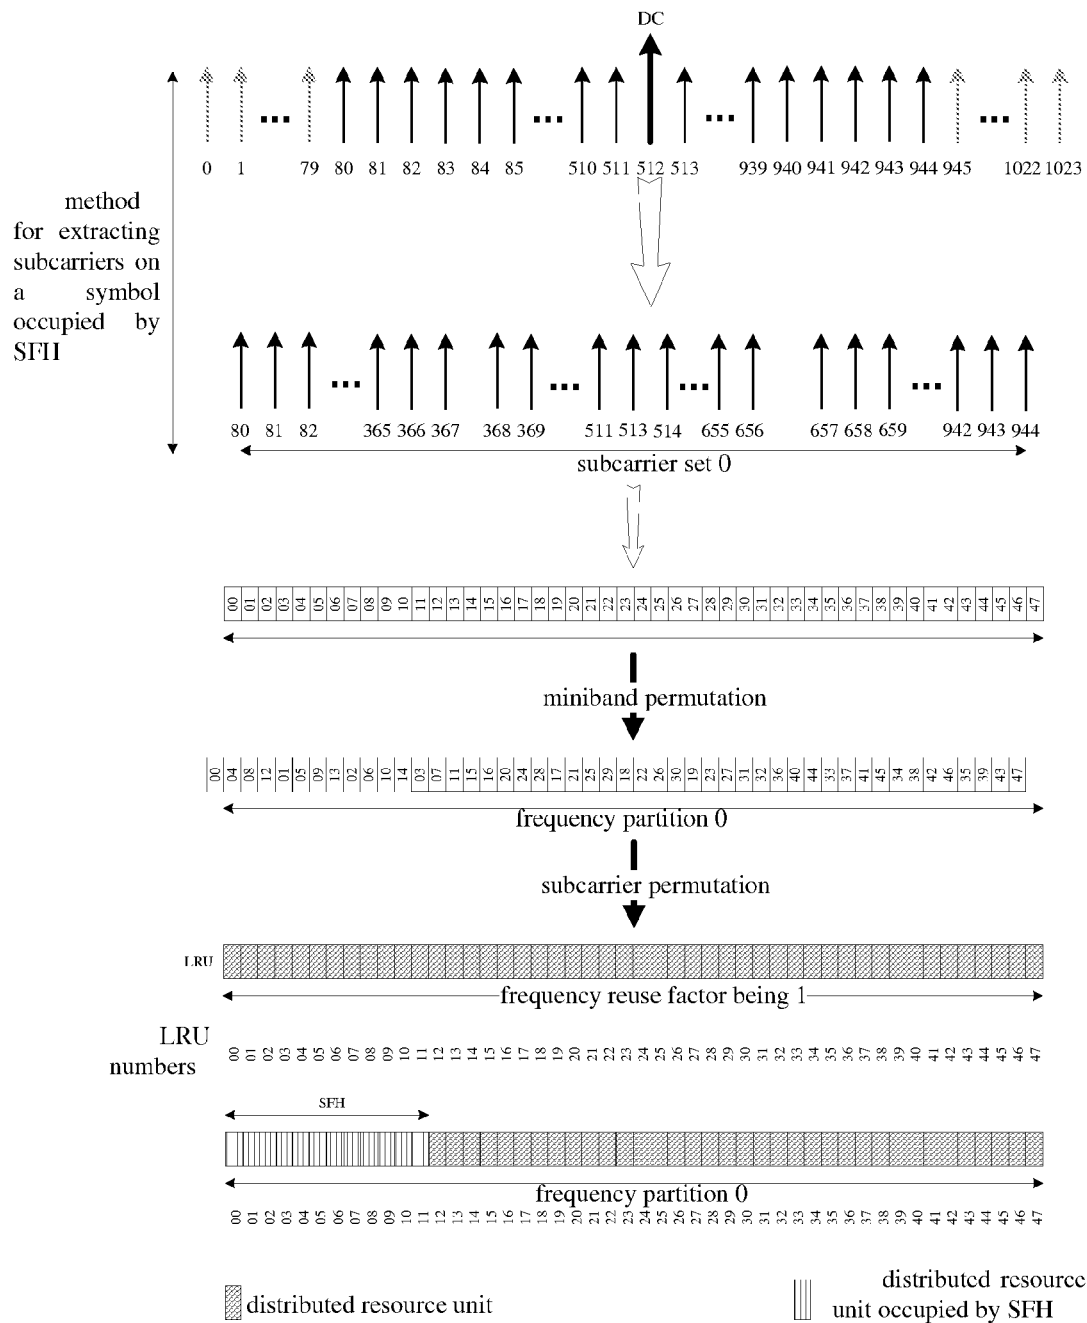 DC
0 1 ... 79 80 81 82 83 84 85 ... 510 511 512 513 ... 939 940 941 942 943 944 945 ... 1022 1023
method
for extracting
subcarriers on
a symbol
occupied by
SFH
80 81 82 ... 365 366 367 368 369 ... 511 513 514 ... 655 656 657 658 659 ... 942 943 944
subcarrier set 0
00 01 02 03 04 05 06 07 08 09 10 11 12 13 14 15 16 17 18 19 20 21 22 23 24 25 26 27 28 29 30 31 32 33 34 35 36 37 38 39 40 41 42 43 44 45 46 47
miniband permutation
00 04 08 12 01 05 09 13 02 06 10 14 03 07 11 15 16 20 24 28 17 21 25 29 18 22 26 30 19 23 27 31 32 36 40 44 33 37 41 45 34 38 42 46 35 39 43 47
frequency partition 0
subcarrier permutation
LRU
frequency reuse factor being 1
LRU
numbers
00 01 02 03 04 05 06 07 08 09 10 11 12 13 14 15 16 17 18 19 20 21 22 23 24 25 26 27 28 29 30 31 32 33 34 35 36 37 38 39 40 41 42 43 44 45 46 47
SFH
frequency partition 0
00 01 02 03 04 05 06 07 08 09 10 11 12 13 14 15 16 17 18 19 20 21 22 23 24 25 26 27 28 29 30 31 32 33 34 35 36 37 38 39 40 41 42 43 44 45 46 47
distributed resource unit
distributed resource
unit occupied by SFH